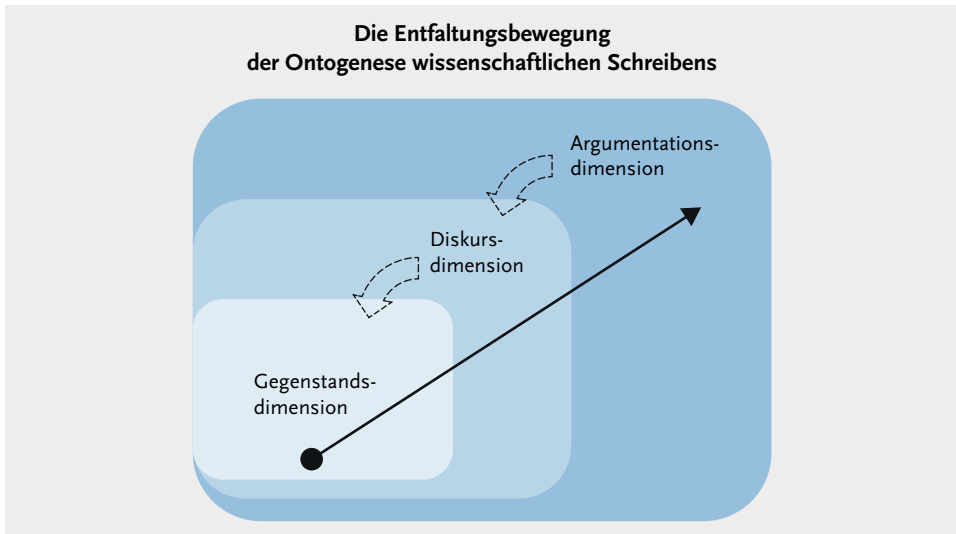 Die Entfaltungsbewegung
der Ontogenese wissenschaftlichen Schreibens
Argumentations-
dimension
Diskurs-
dimension
Gegenstands-
dimension